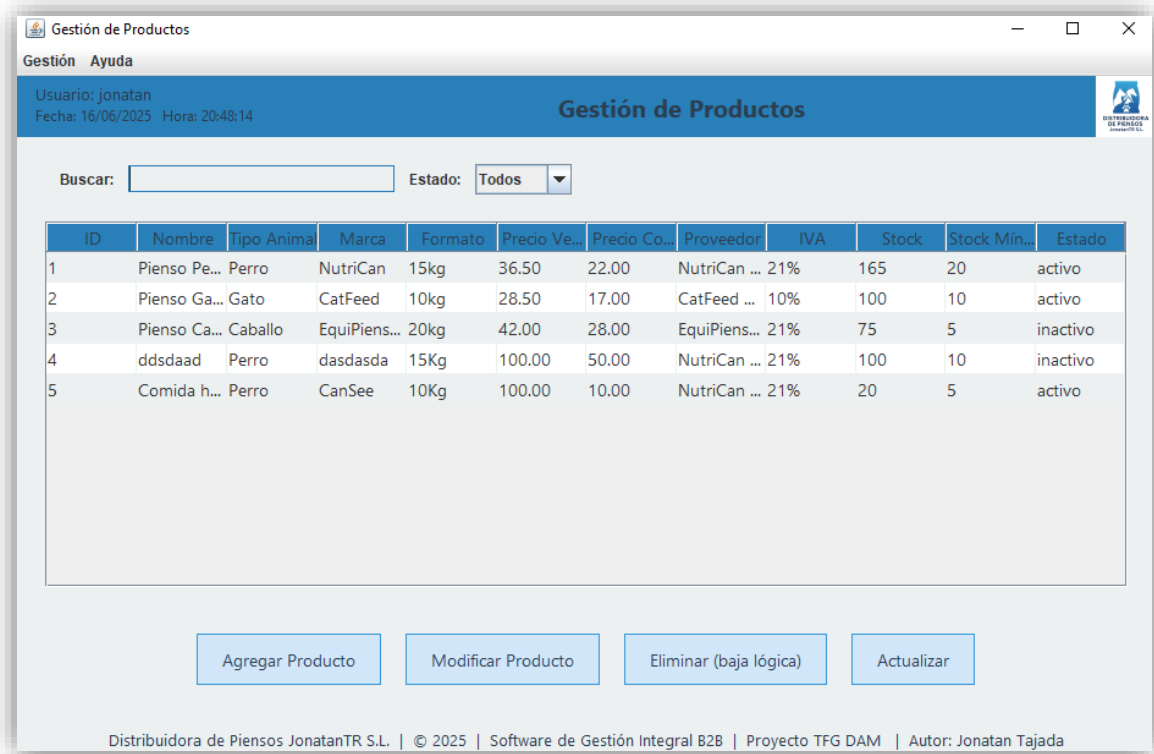 Gestión de Productos
Gestión Ayuda
Usuario: jonatan
Fecha: 16/06/2025 Hora: 20:48:14
Gestión de Productos
DISTRIBUIDORA
DE PIENSOS
JonatanTR S.L.
Buscar: Estado: Todos
ID Nombre Tipo Animal Marca Formato Precio Ve... Precio Co... Proveedor IVA Stock Stock Mín... Estado
1 Pienso Pe... Perro NutriCan 15kg 36.50 22.00 NutriCan ... 21% 165 20 activo
2 Pienso Ga... Gato CatFeed 10kg 28.50 17.00 CatFeed ... 10% 100 10 activo
3 Pienso Ca... Caballo EquiPiens... 20kg 42.00 28.00 EquiPiens... 21% 75 5 inactivo
4 ddsdaad Perro dasdasda 15Kg 100.00 50.00 NutriCan ... 21% 100 10 inactivo
5 Comida h... Perro CanSee 10Kg 100.00 10.00 NutriCan ... 21% 20 5 activo
Agregar Producto Modificar Producto Eliminar (baja lógica) Actualizar
Distribuidora de Piensos JonatanTR S.L. | © 2025 | Software de Gestión Integral B2B | Proyecto TFG DAM | Autor: Jonatan Tajada